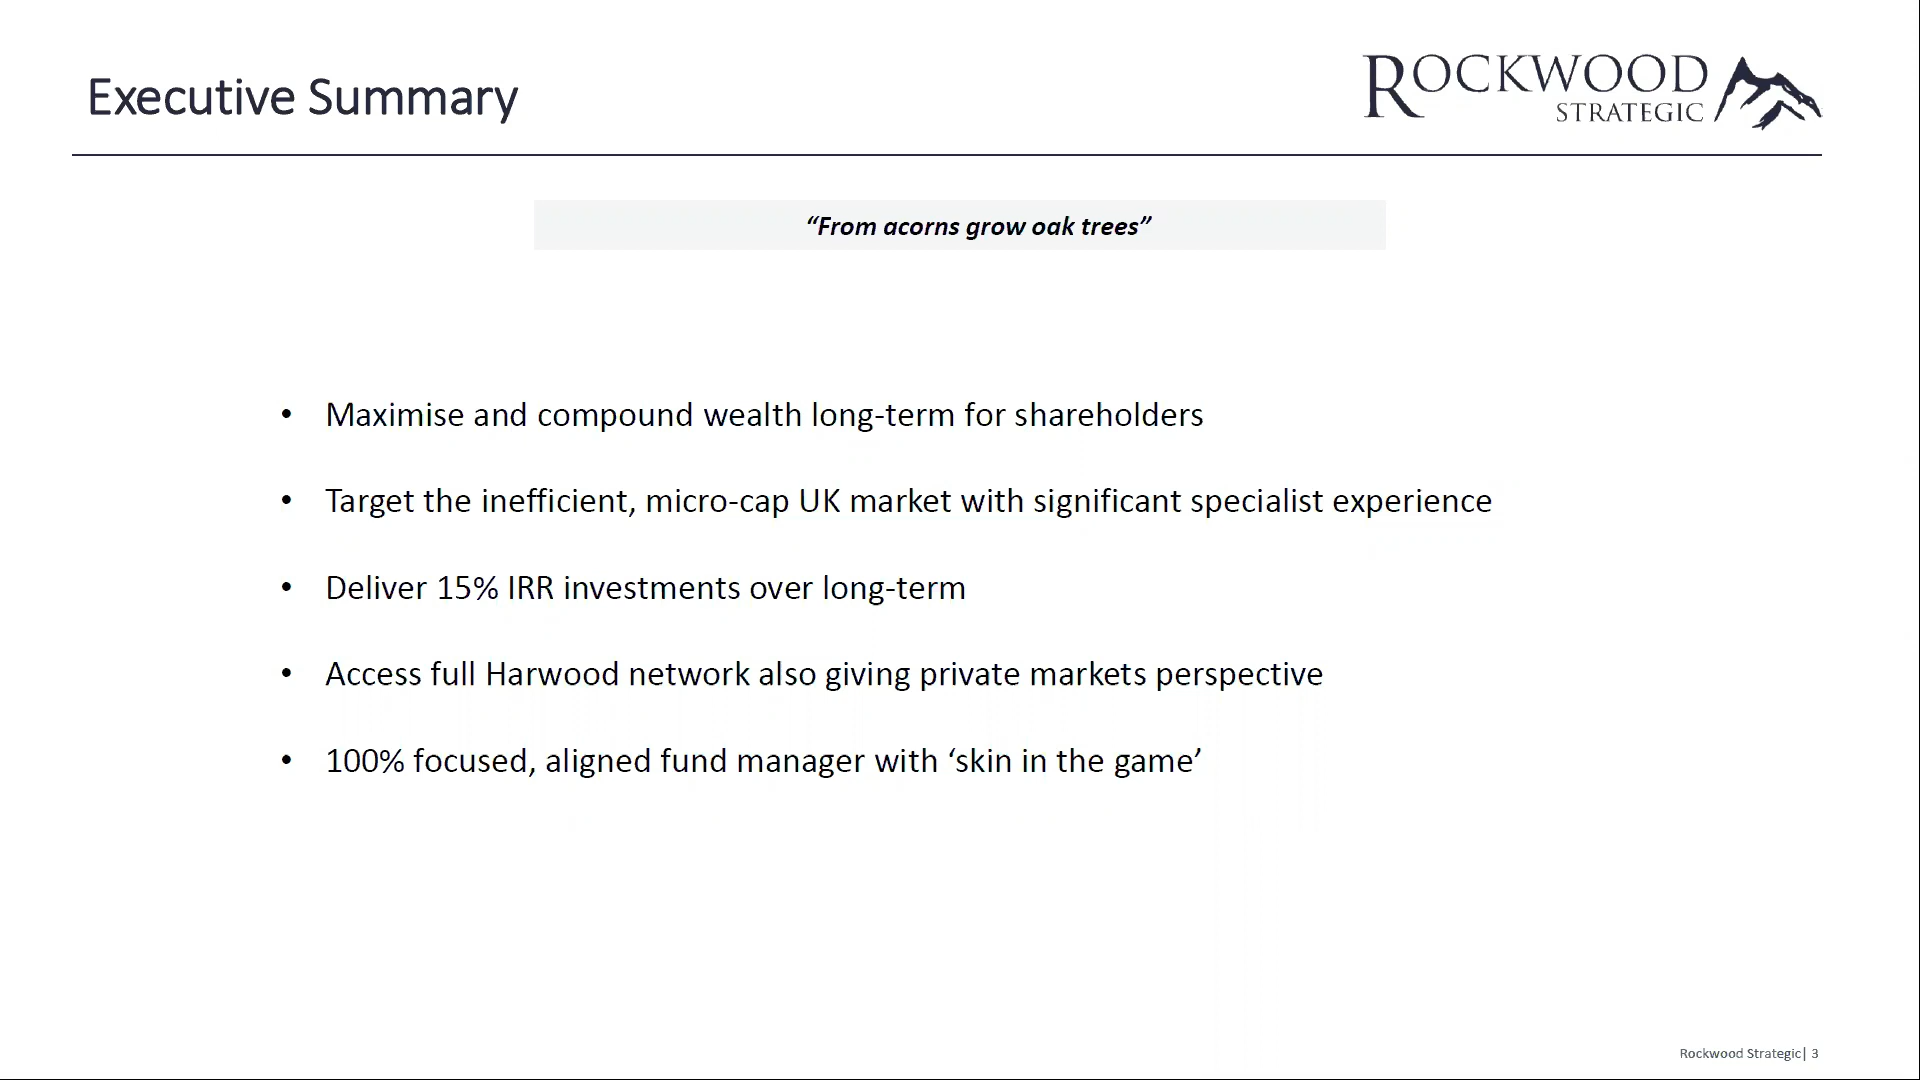 Executive Summary
ROCKWOOD
STRATEGIC
“From acorns grow oak trees”
• Maximise and compound wealth long-term for shareholders
• Target the inefficient, micro-cap UK market with significant specialist experience
• Deliver 15% IRR investments over long-term
• Access full Harwood network also giving private markets perspective
• 100% focused, aligned fund manager with ‘skin in the game’
Rockwood Strategic| 3